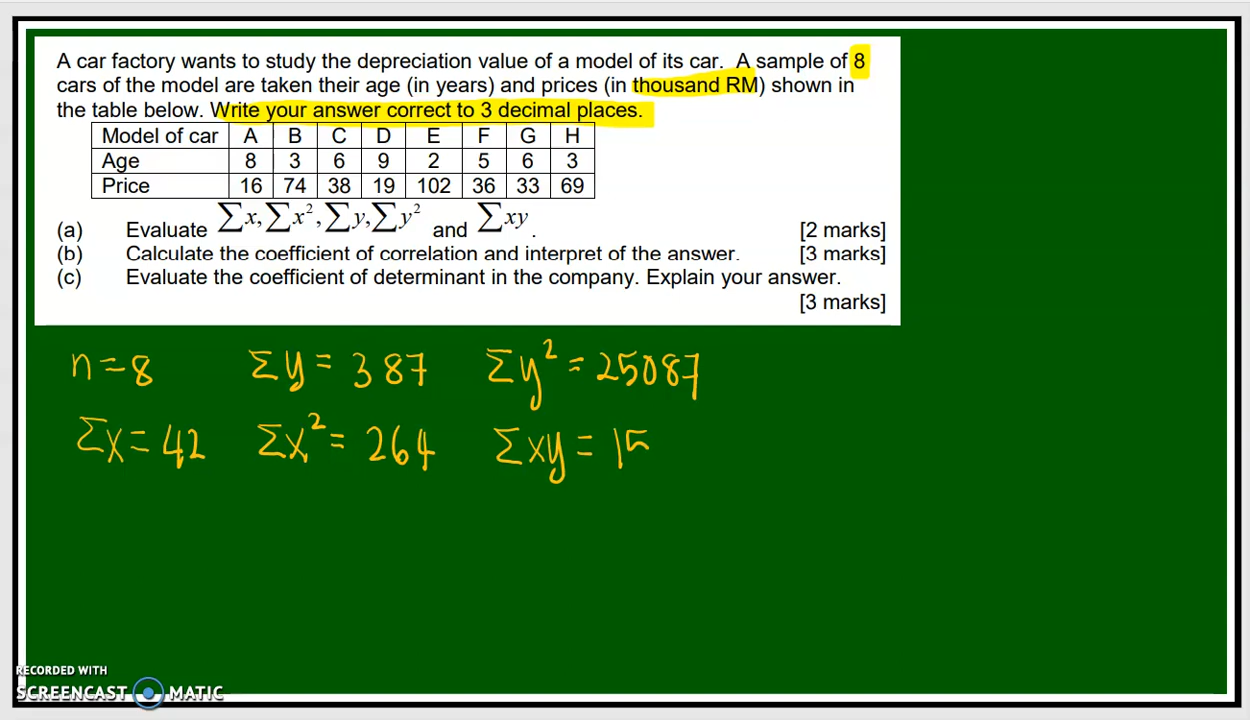 A car factory wants to study the depreciation value of a model of its car. A sample of 8
cars of the model are taken their age (in years) and prices (in thousand RM) shown in
the table below. Write your answer correct to 3 decimal places.
Model of car A B C D E F G H
Age 8 3 6 9 2 5 6 3
Price 16 74 38 19 102 36 33 69
(a) Evaluate ∑x, ∑x², ∑y, ∑y² and ∑xy. [2 marks]
(b) Calculate the coefficient of correlation and interpret of the answer. [3 marks]
(c) Evaluate the coefficient of determinant in the company. Explain your answer.
[3 marks]
n = 8 Σy = 387 Σy² = 25087
Σx = 42 Σx² = 264 Σxy = 15
RECORDED WITH
SCREENCAST MATIC